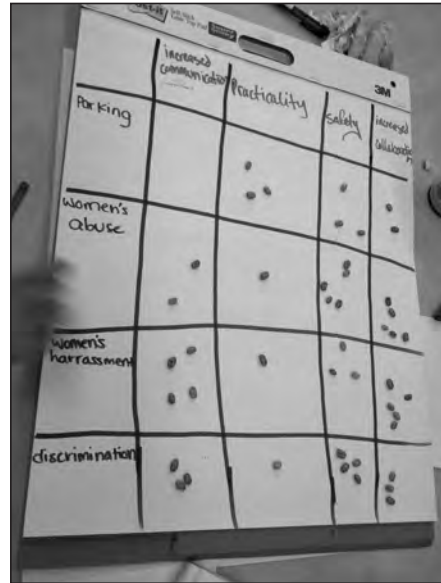 3M
increased
communication
Practicality
safety
increased
collaboration
Parking
women's
abuse
women's
harrassment
discrimination